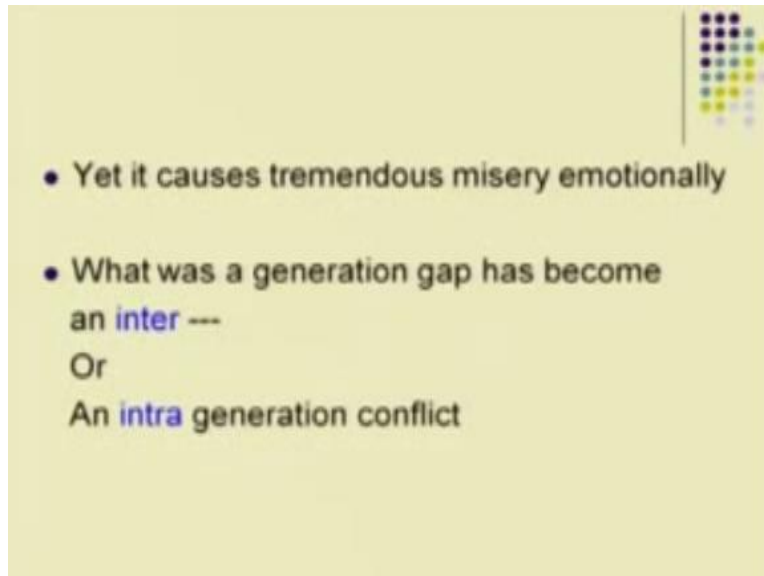 Yet it causes tremendous misery emotionally
What was a generation gap has become
an inter ---
Or
An intra generation conflict